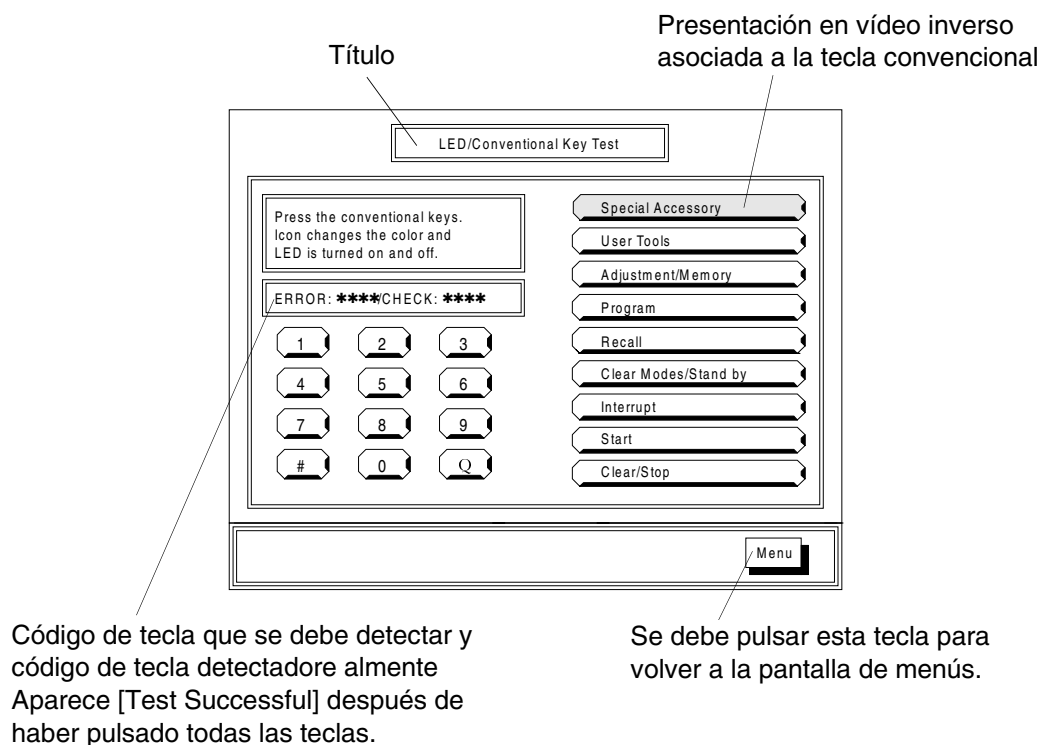 Título
Presentación en vídeo inverso
asociada a la tecla convencional
LED/Conventional Key Test
Press the conventional keys.
Icon changes the color and
LED is turned on and off.
ERROR: ****/CHECK: ****
1 2 3
4 5 6
7 8 9
# 0 Q
Special Accessory
User Tools
Adjustment/Memory
Program
Recall
Clear Modes/Stand by
Interrupt
Start
Clear/Stop
Menu
Código de tecla que se debe detectar y
código de tecla detectadore almente
Aparece [Test Successful] después de
haber pulsado todas las teclas.
Se debe pulsar esta tecla para
volver a la pantalla de menús.